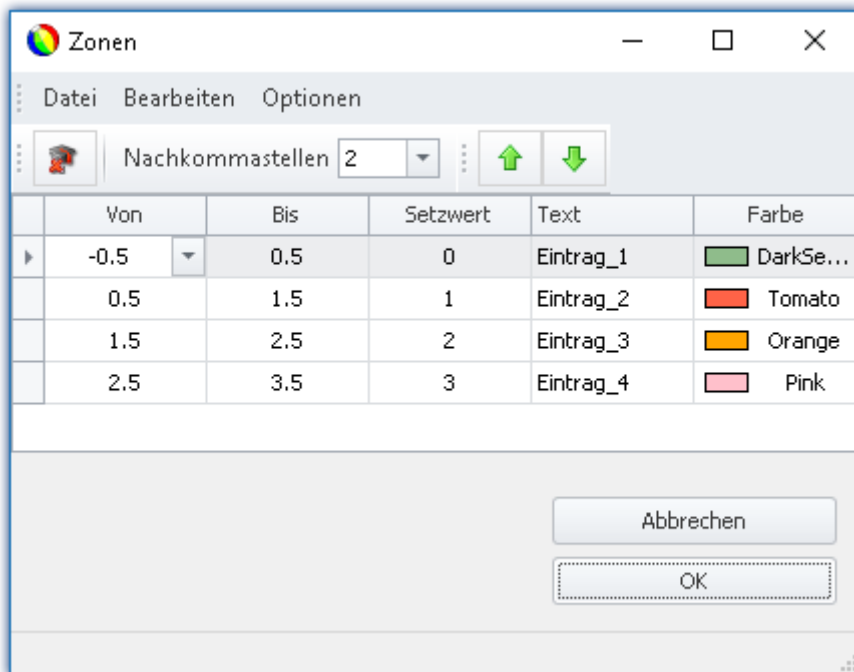 Zonen
Datei Bearbeiten Optionen
Nachkommastellen 2
Von Bis Setzwert Text Farbe
-0.5 0.5 0 Eintrag_1 DarkSe...
0.5 1.5 1 Eintrag_2 Tomato
1.5 2.5 2 Eintrag_3 Orange
2.5 3.5 3 Eintrag_4 Pink
Abbrechen
OK